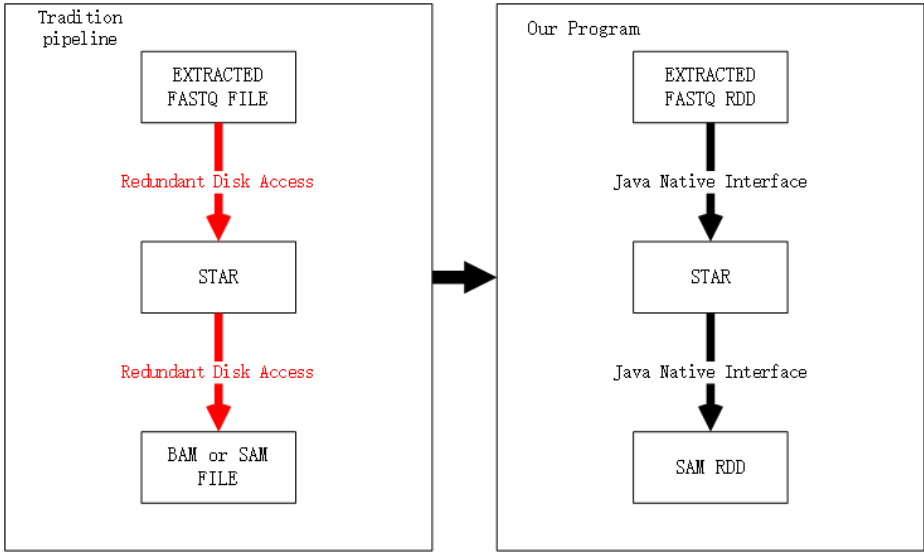 Tradition
pipeline
EXTRACTED
FASTQ FILE
Redundant Disk Access
STAR
Redundant Disk Access
BAM or SAM
FILE
Our Program
EXTRACTED
FASTQ RDD
Java Native Interface
STAR
Java Native Interface
SAM RDD